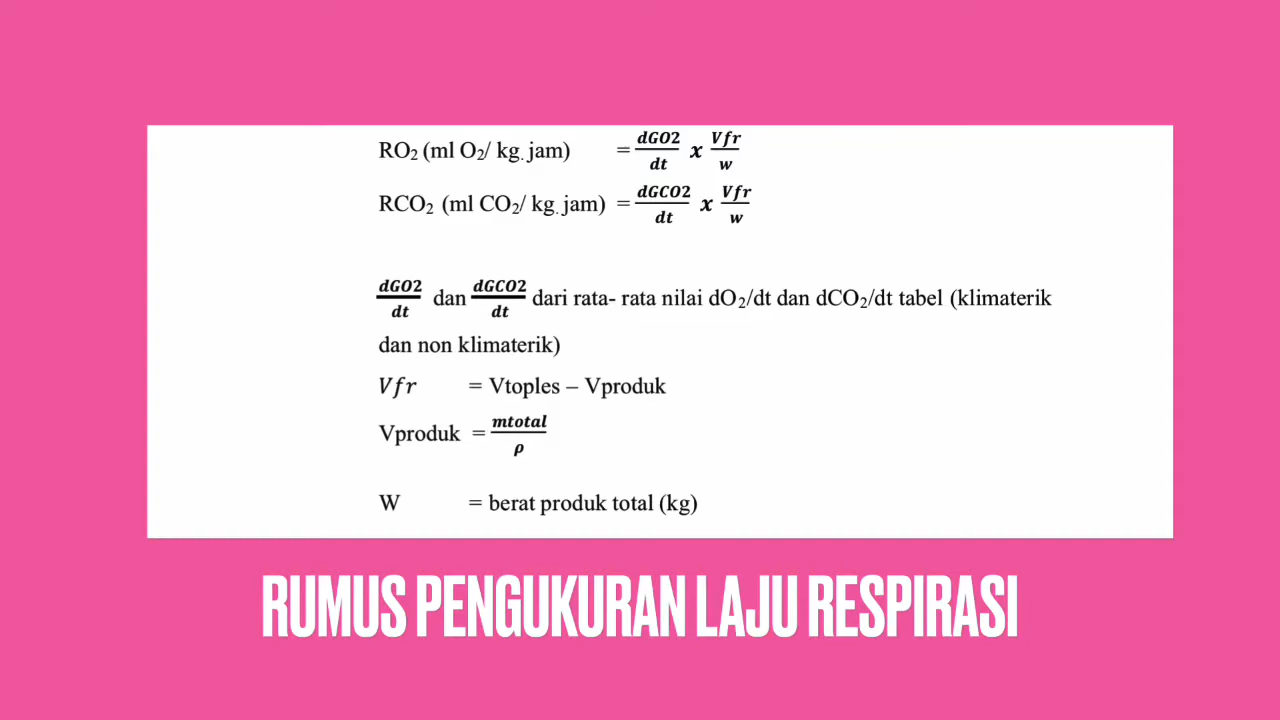 RO₂ (ml O₂/ kg.jam) = dGO2/dt x Vfr/w
RCO₂ (ml CO₂/ kg.jam) = dGCO2/dt x Vfr/w
dGO2/dt dan dGCO2/dt dari rata- rata nilai dO₂/dt dan dCO₂/dt tabel (klimaterik
dan non klimaterik)
Vfr = Vtoples – Vproduk
Vproduk = mtotal/ρ
W = berat produk total (kg)
RUMUS PENGUKURAN LAJU RESPIRASI